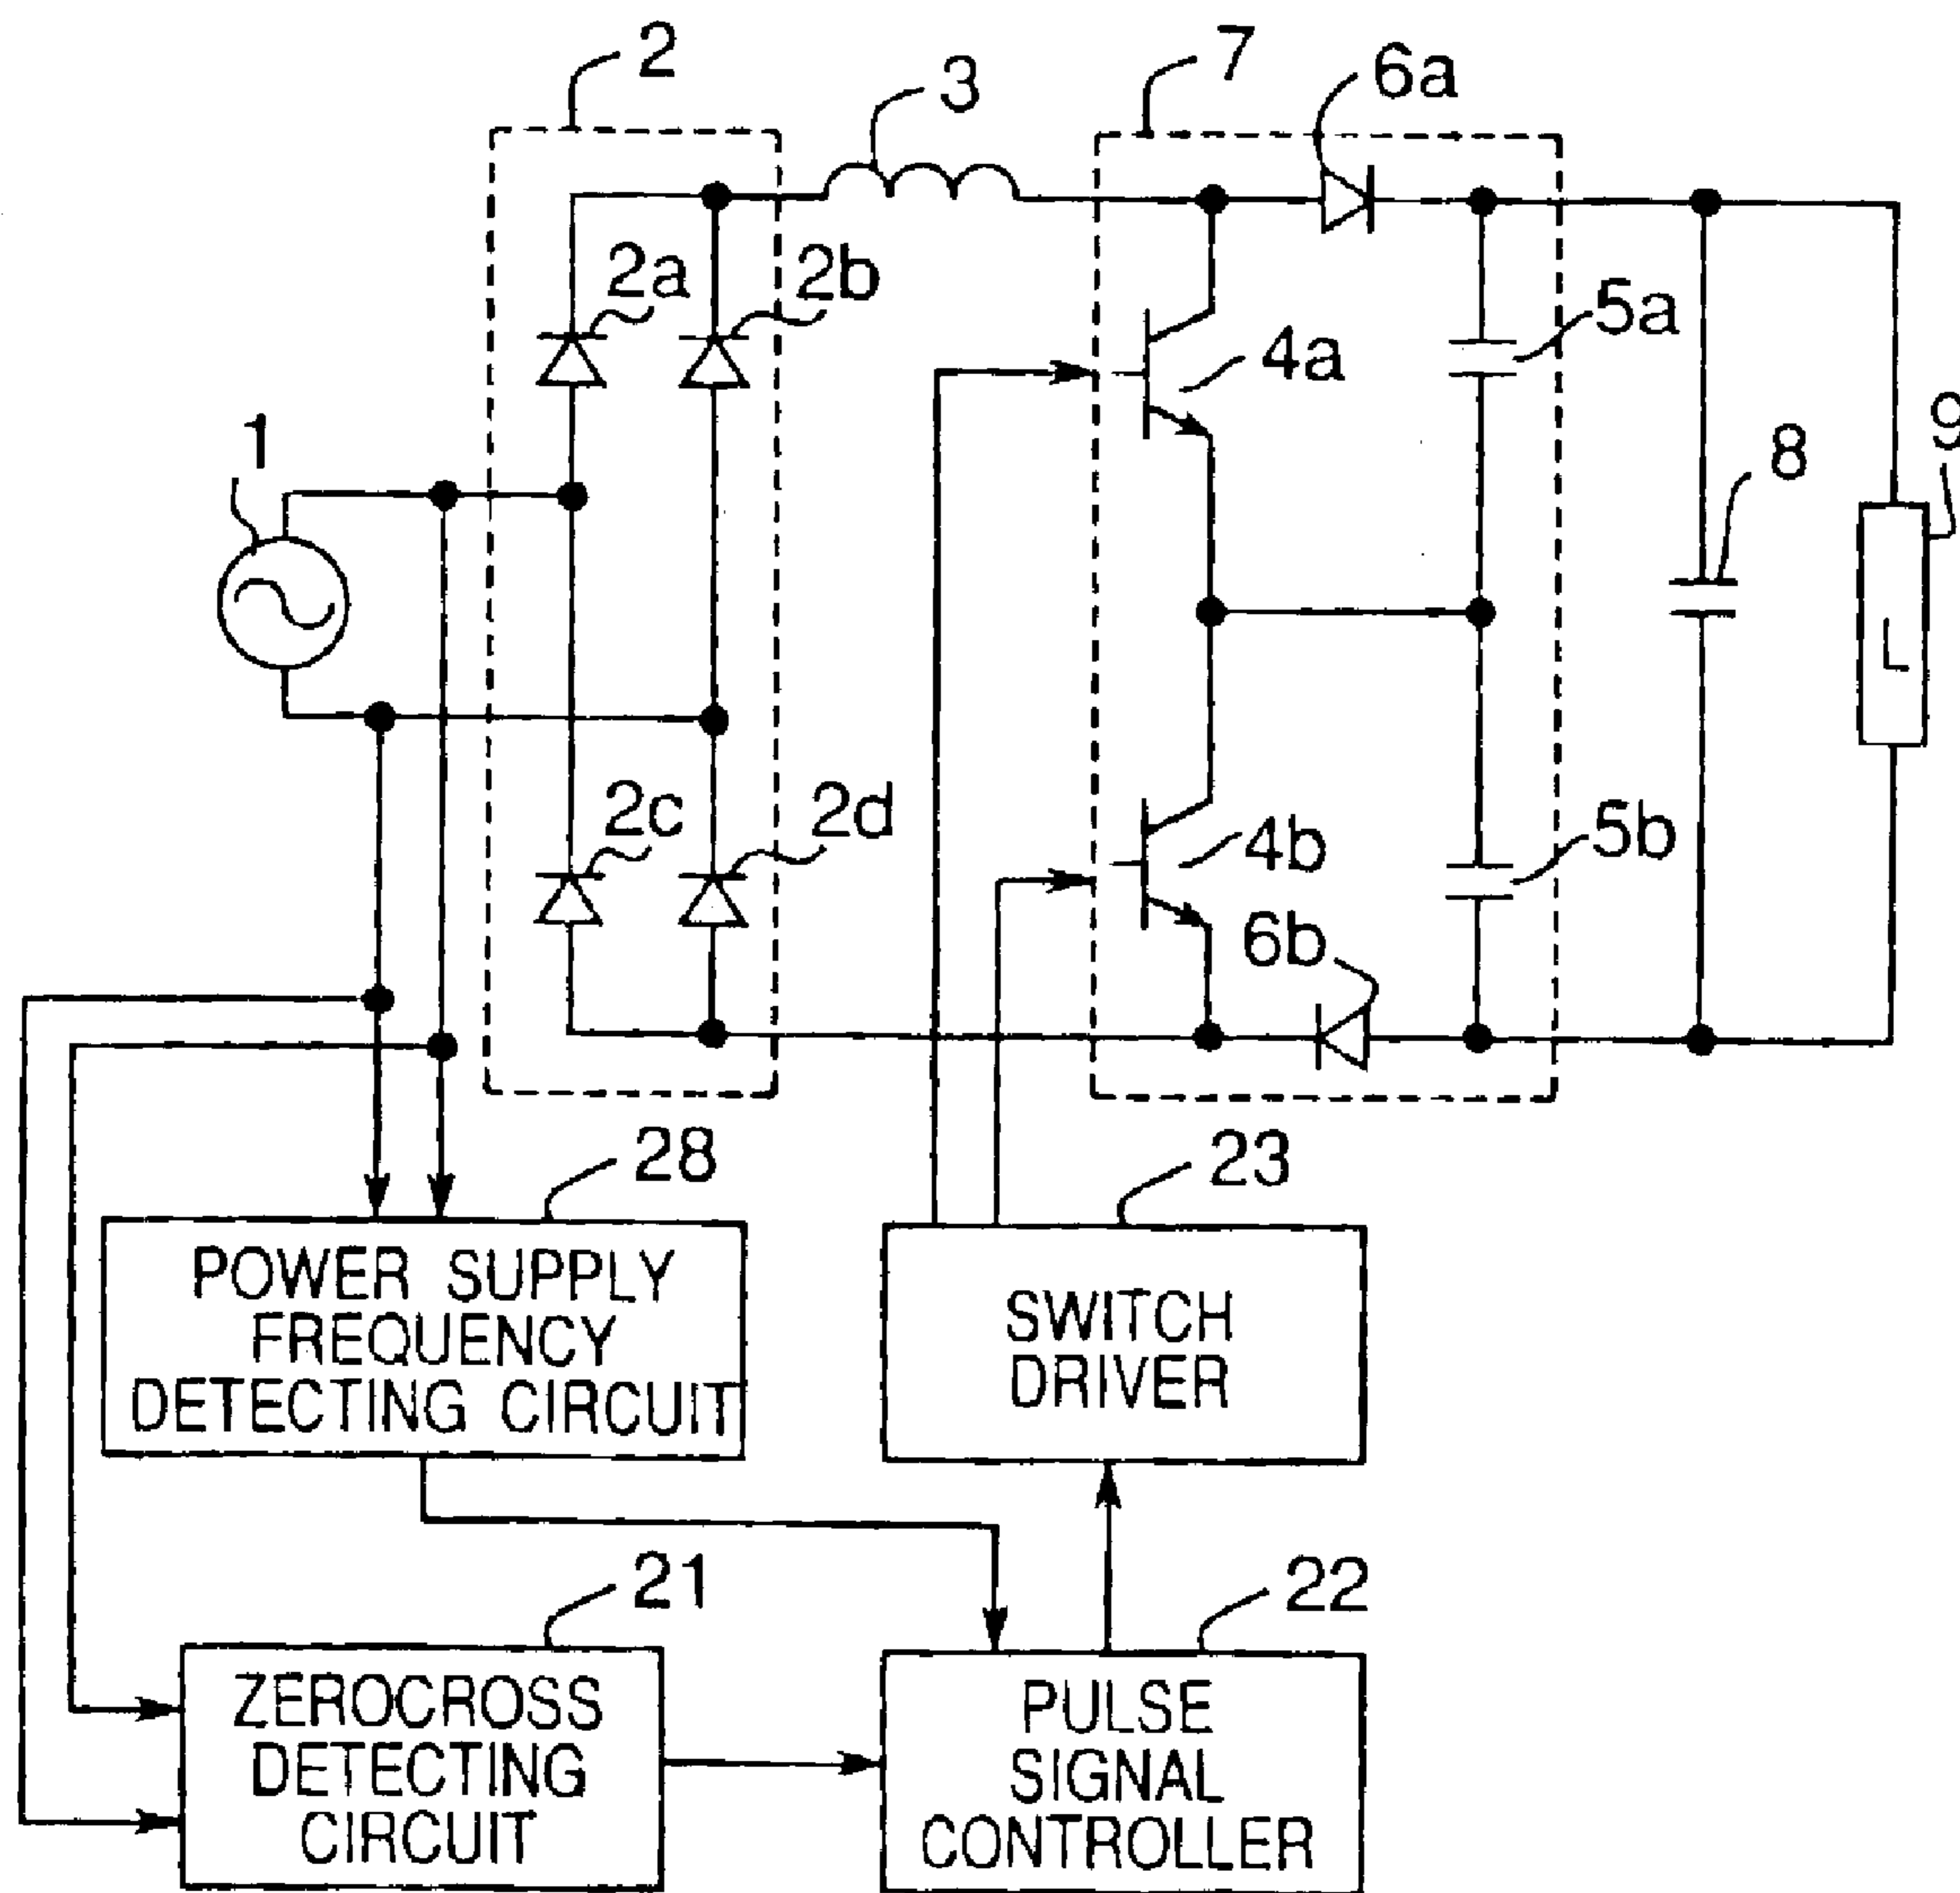 2
3
7
6a
2a
2b
5a
4a
1
8
9
L
2c
2d
4b
5b
6b
28
23
POWER SUPPLY
FREQUENCY
DETECTING CIRCUIT
SWITCH
DRIVER
21
22
ZEROCROSS
DETECTING
CIRCUIT
PULSE
SIGNAL
CONTROLLER